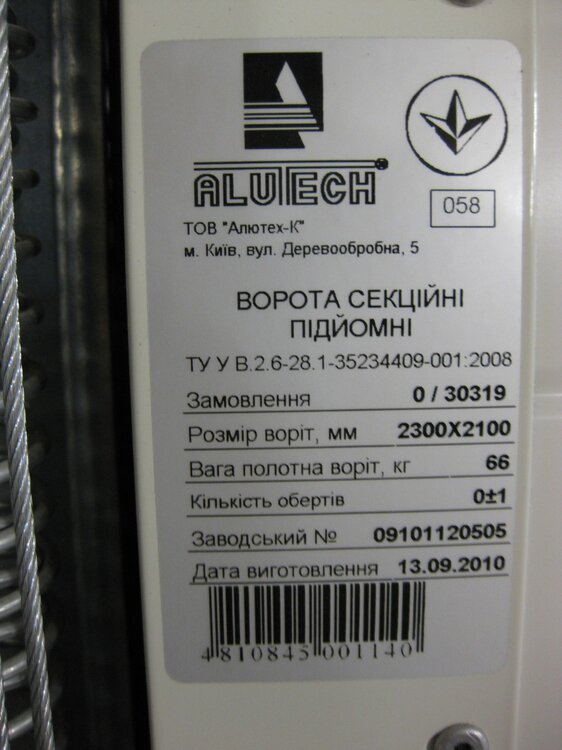 ALUTECH
058
ТОВ "Алютех-К"
м. Київ, вул. Деревообробна, 5
ВОРОТА СЕКЦІЙНІ
ПІДЙОМНІ
ТУ У В.2.6-28.1-35234409-001:2008
Замовлення 0 / 30319
Розмір воріт, мм 2300Х2100
Вага полотна воріт, кг 66
Кількість обертів 0±1
Заводський № 09101120505
Дата виготовлення 13.09.2010
4810845001140